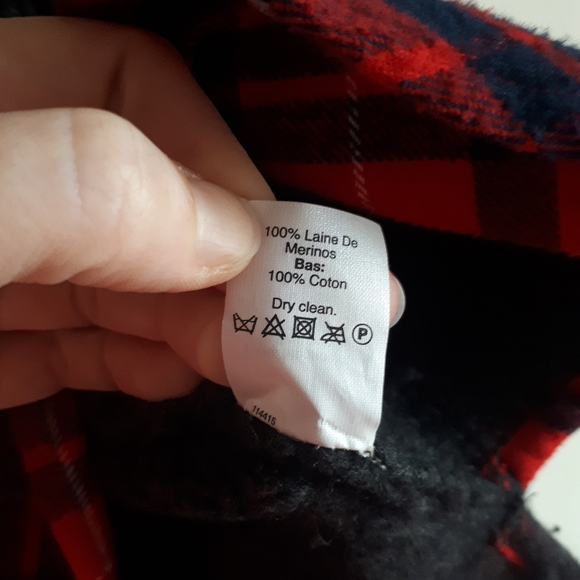 100% Laine De
Merinos
Bas:
100% Coton
Dry clean.
P
114415